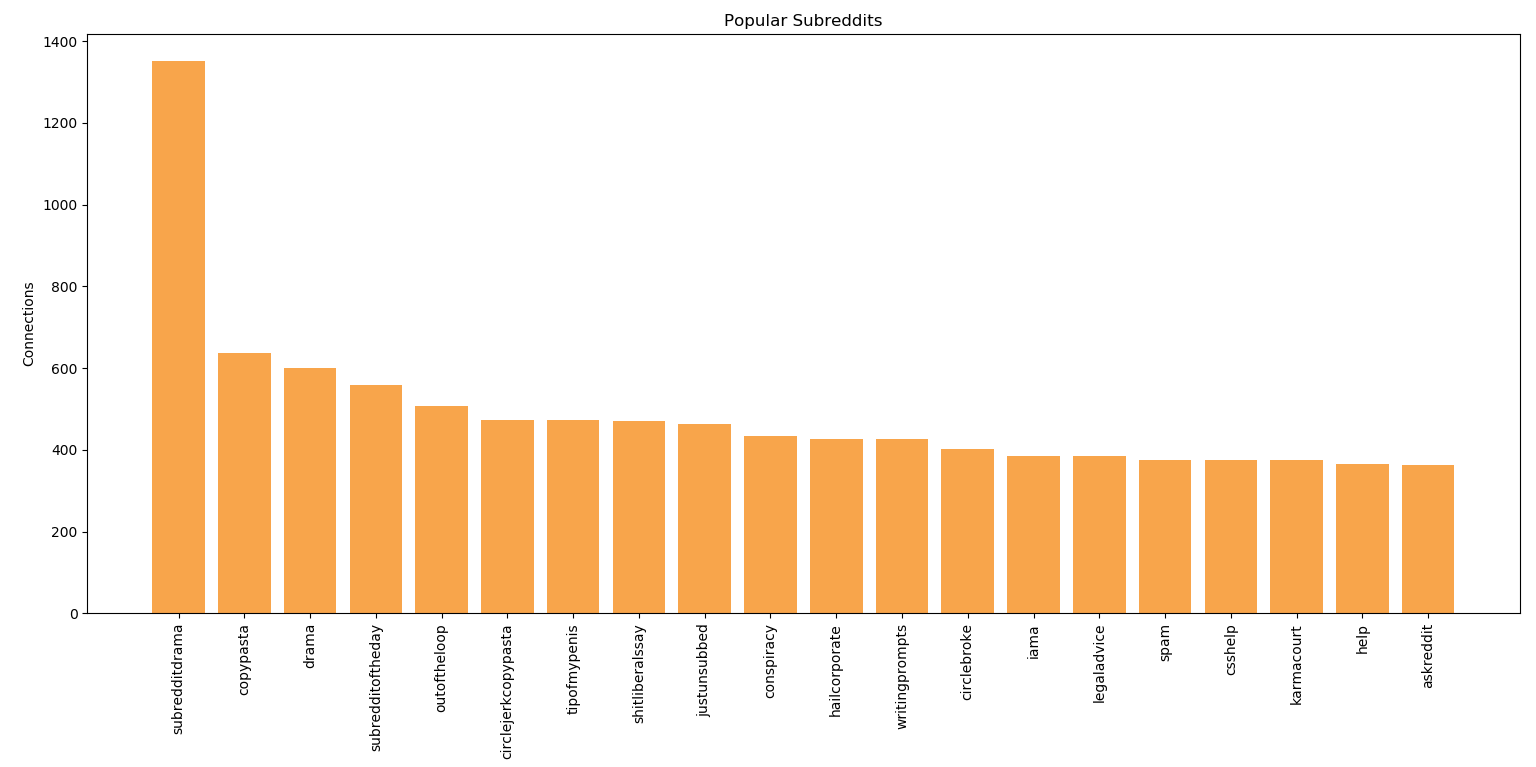 Popular Subreddits
1400
1200
1000
800
600
400
200
0
Connections
subredditdrama
copypasta
drama
subredditoftheday
outoftheloop
circlejerkcopypasta
tipofmypenis
shitliberalssay
justunsubbed
conspiracy
hailcorporate
writingprompts
circlebroke
iama
legaladvice
spam
csshelp
karmacourt
help
askreddit